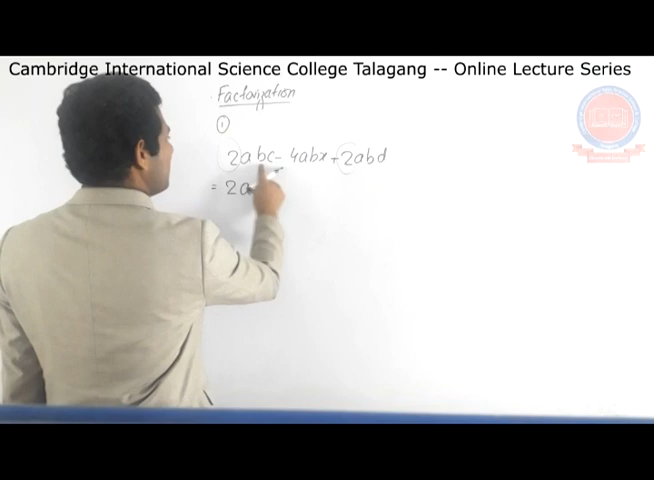 Cambridge International Science College Talagang -- Online Lecture Series
Factorization
①
2abc - 4abx + 2abd
= 2a